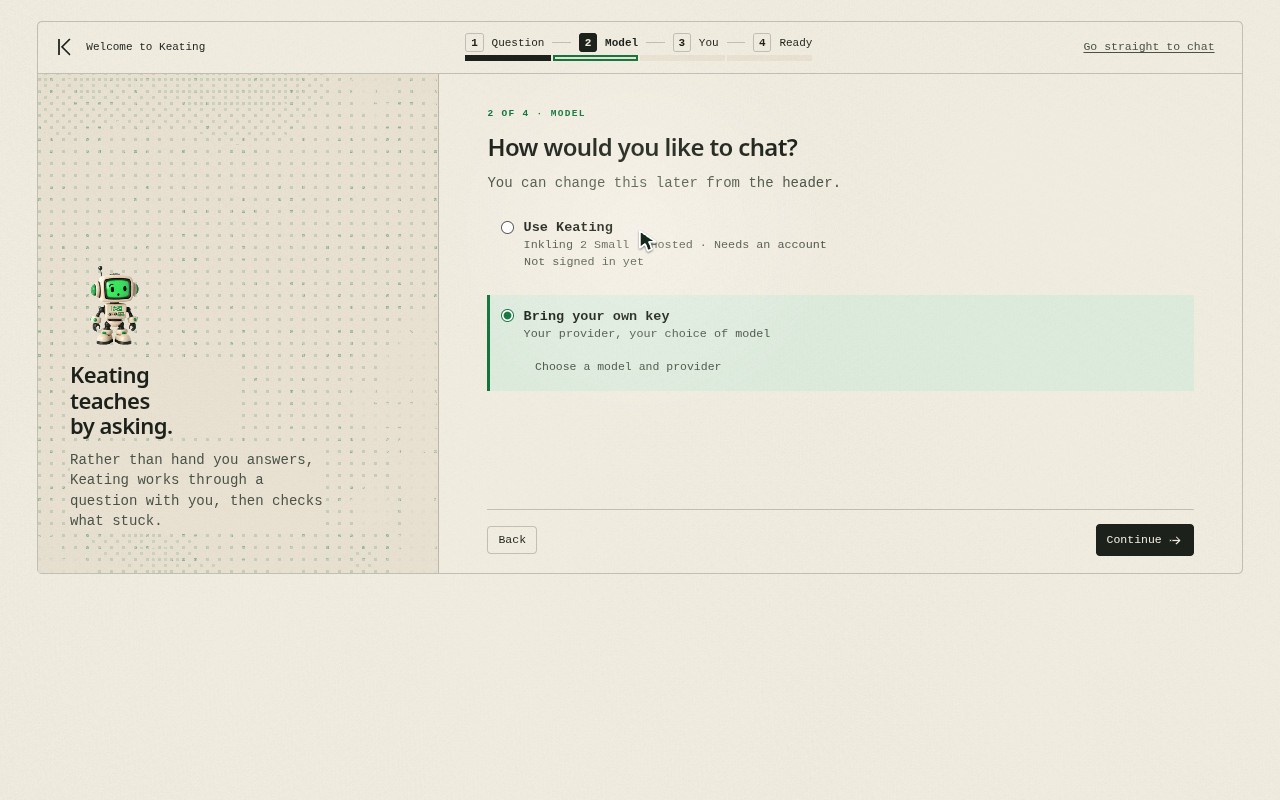 Welcome to Keating
1 Question
2 Model
3 You
4 Ready
Go straight to chat
Keating
teaches
by asking.
Rather than hand you answers,
Keating works through a
question with you, then checks
what stuck.
2 OF 4 · MODEL
How would you like to chat?
You can change this later from the header.
Use Keating
Inkling 2 Small · Hosted · Needs an account
Not signed in yet
Bring your own key
Your provider, your choice of model
Choose a model and provider
Back
Continue